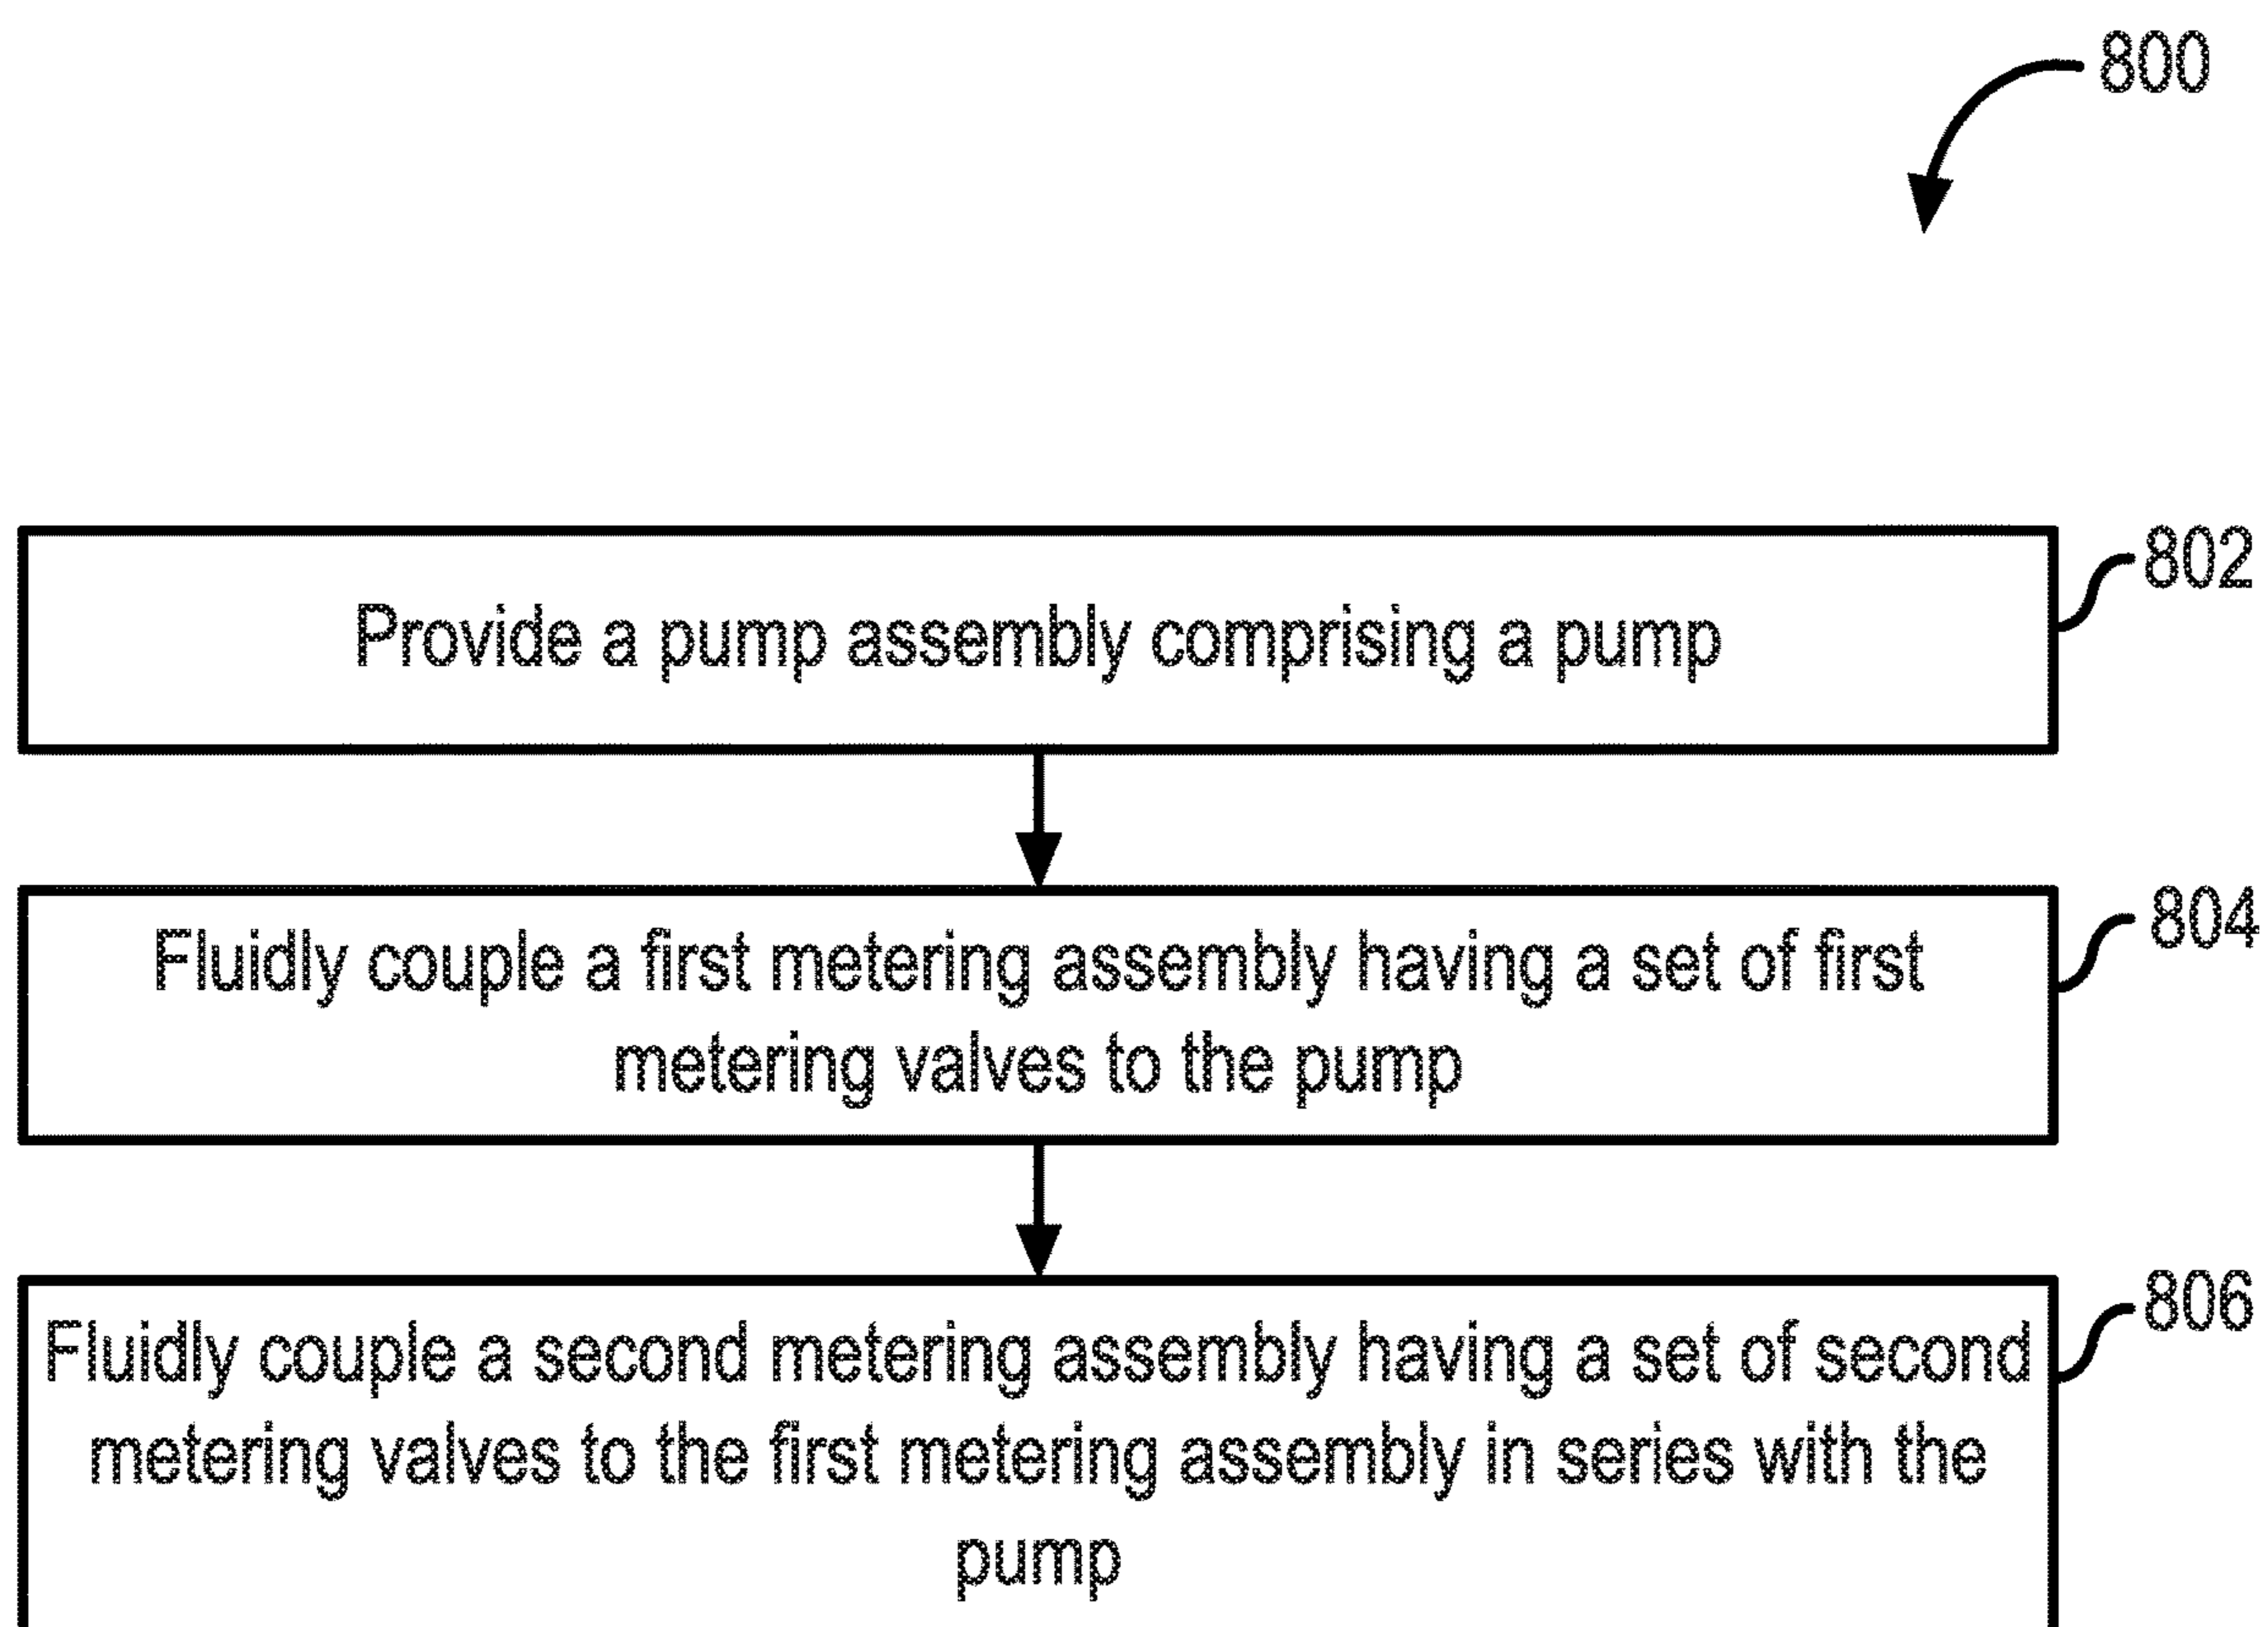 800
Provide a pump assembly comprising a pump
802
Fluidly couple a first metering assembly having a set of first
metering valves to the pump
804
Fluidly couple a second metering assembly having a set of second
metering valves to the first metering assembly in series with the
pump
806